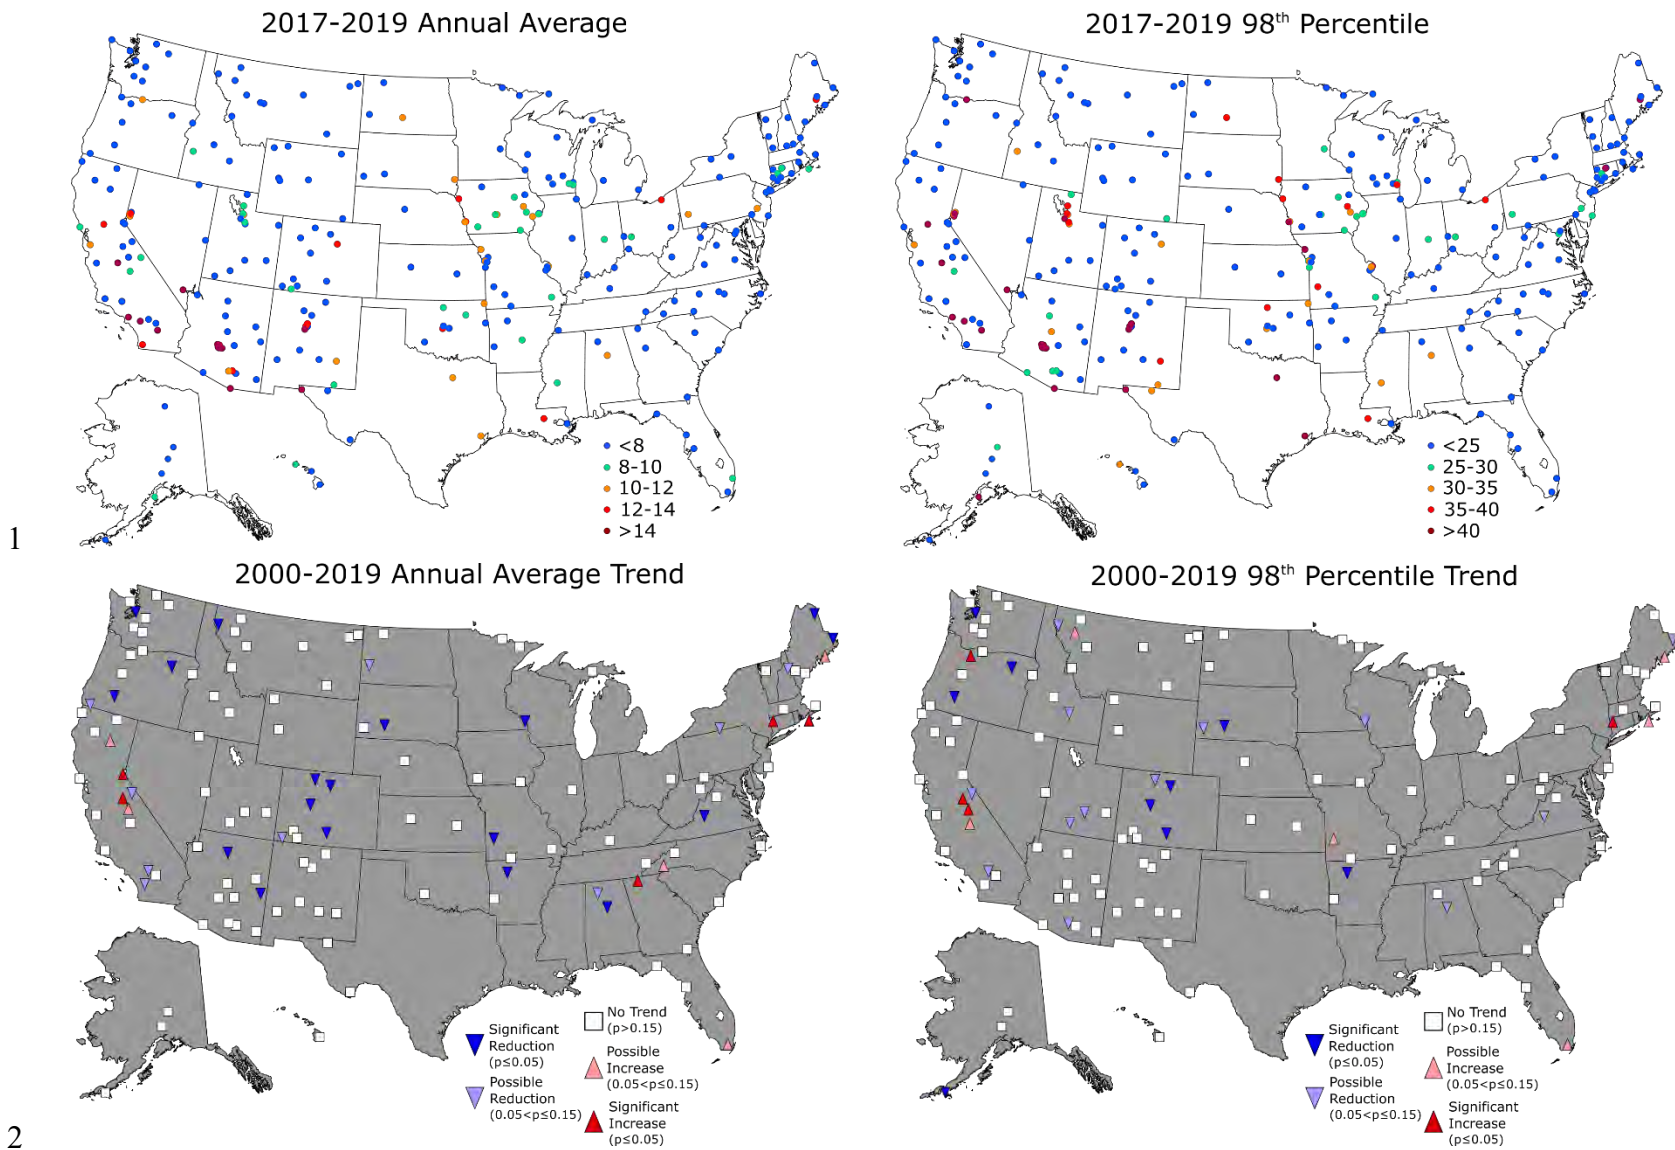 2017-2019 Annual Average
<8
8-10
10-12
12-14
>14
2017-2019 98th Percentile
<25
25-30
30-35
35-40
>40
1
2000-2019 Annual Average Trend
Significant
Reduction
(p≤0.05)
Possible
Reduction
(0.05<p≤0.15)
No Trend
(p>0.15)
Possible
Increase
(0.05<p≤0.15)
Significant
Increase
(p≤0.05)
2000-2019 98th Percentile Trend
Significant
Reduction
(p≤0.05)
Possible
Reduction
(0.05<p≤0.15)
No Trend
(p>0.15)
Possible
Increase
(0.05<p≤0.15)
Significant
Increase
(p≤0.05)
2